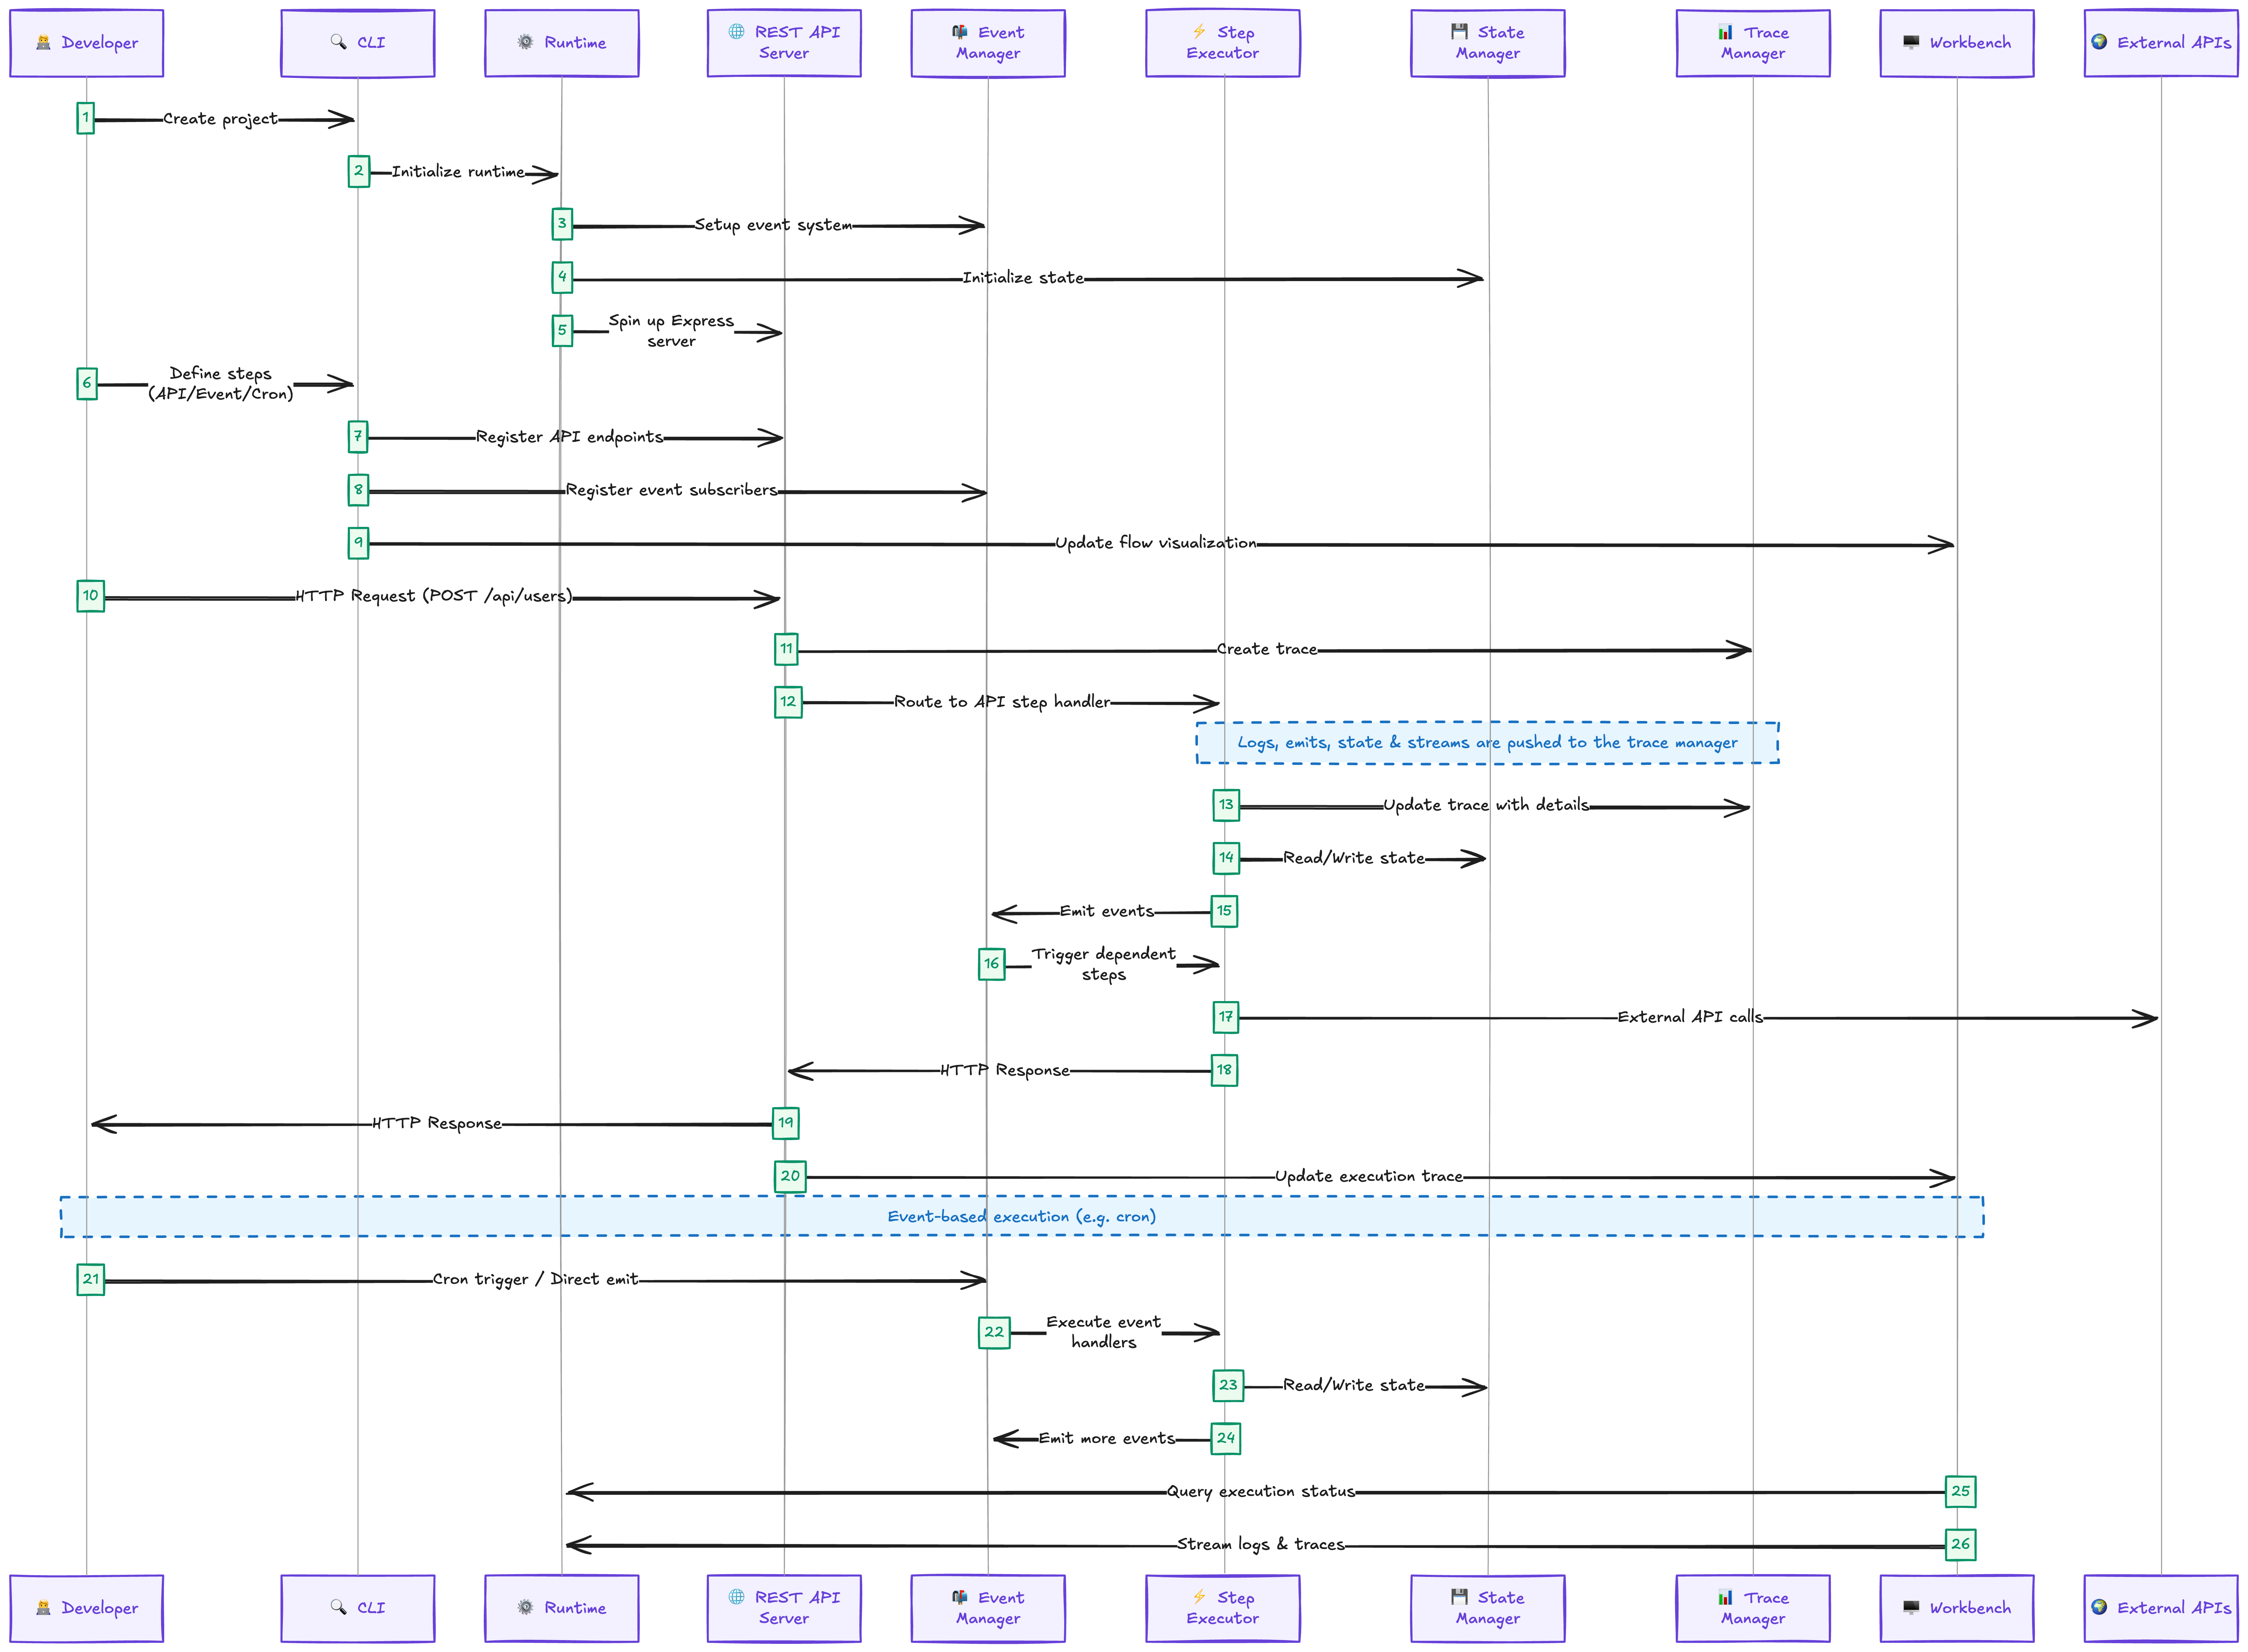 Developer
CLI
Runtime
REST API
Server
Event
Manager
Step
Executor
State
Manager
Trace
Manager
Workbench
External APIs
1
Create project
2
Initialize runtime
3
Setup event system
4
Initialize state
5
Spin up Express
server
6
Define steps
(API/Event/Cron)
7
Register API endpoints
8
Register event subscribers
9
Update flow visualization
10
HTTP Request (POST /api/users)
11
Create trace
12
Route to API step handler
Logs, emits, state & streams are pushed to the trace manager
13
Update trace with details
14
Read/Write state
Emit events
15
16
Trigger dependent
steps
17
External API calls
HTTP Response
18
HTTP Response
19
20
Update execution trace
Event-based execution (e.g. cron)
21
Cron trigger / Direct emit
22
Execute event
handlers
23
Read/Write state
Emit more events
24
Query execution status
25
Stream logs & traces
26
Developer
CLI
Runtime
REST API
Server
Event
Manager
Step
Executor
State
Manager
Trace
Manager
Workbench
External APIs